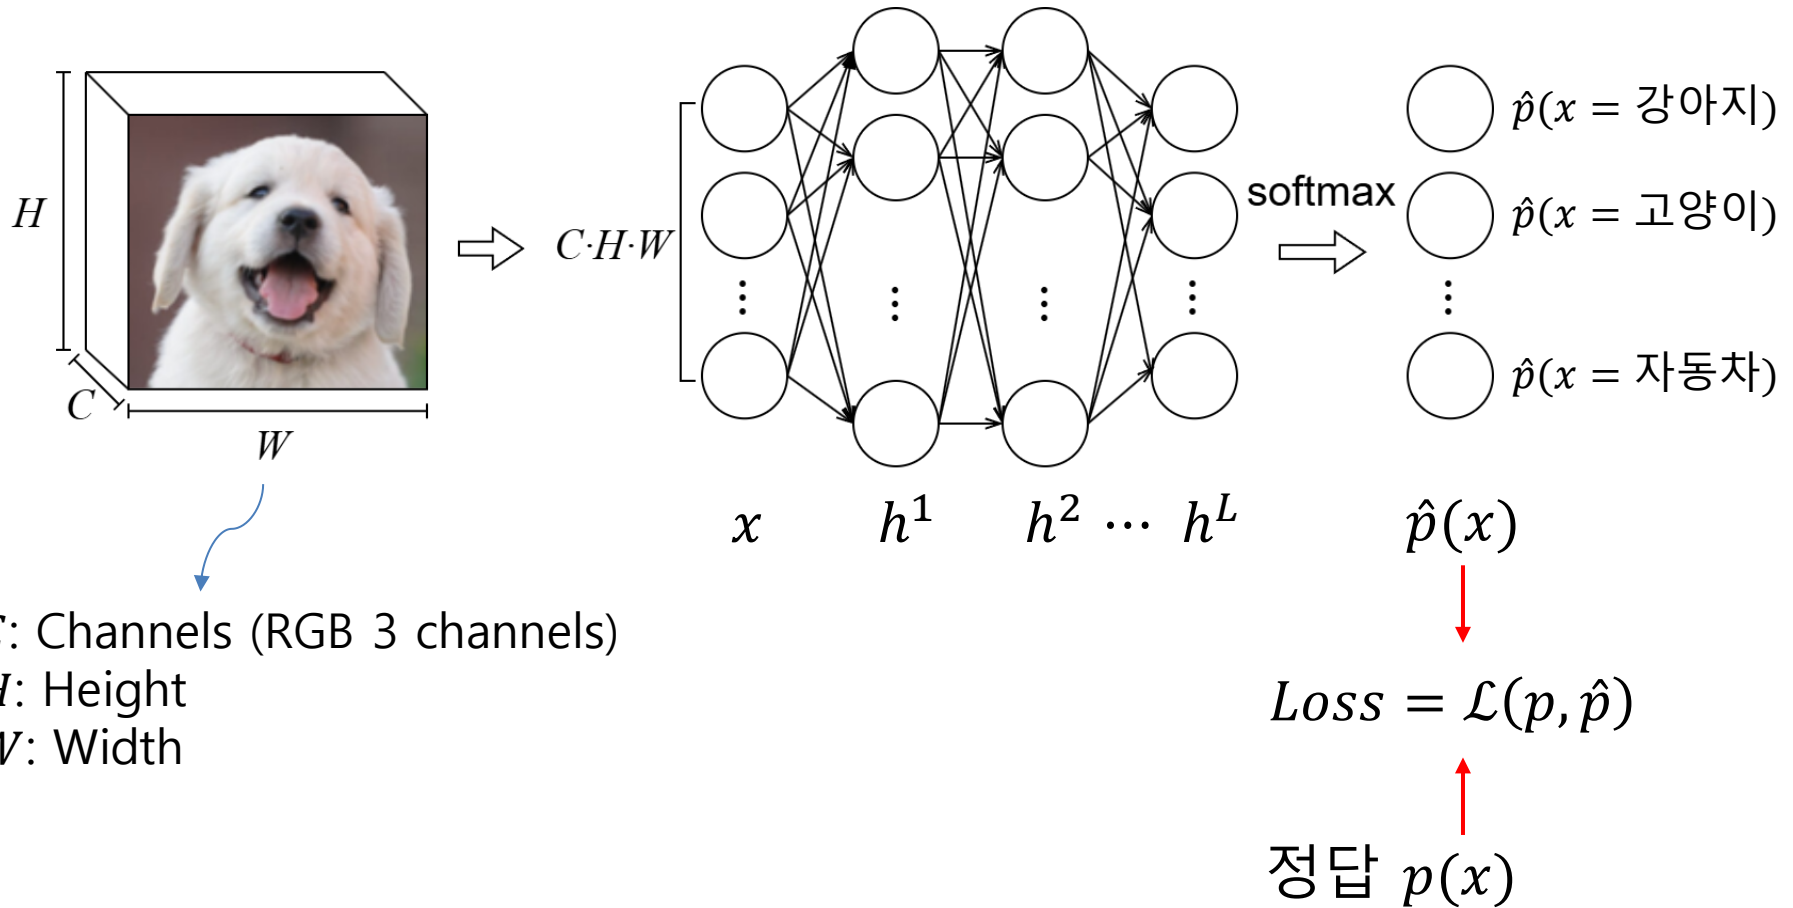 H
C
W
C·H·W
softmax
p̂(x = 강아지)
p̂(x = 고양이)
p̂(x = 자동차)
x h¹ h² ⋯ h^L p̂(x)
C: Channels (RGB 3 channels)
H: Height
W: Width
Loss = ℒ(p, p̂)
정답 p(x)